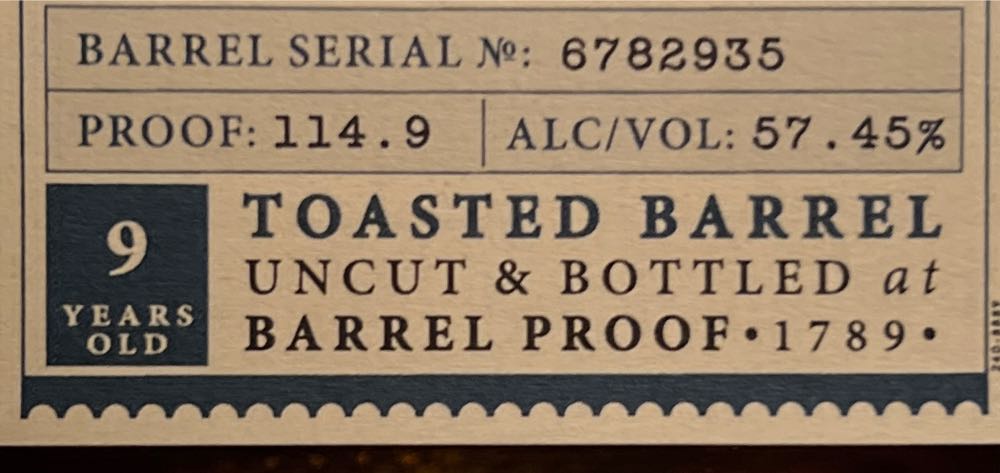 BARREL SERIAL №: 6782935
PROOF: 114.9 ALC/VOL: 57.45%
9
YEARS
OLD
TOASTED BARREL
UNCUT & BOTTLED at
BARREL PROOF•1789•